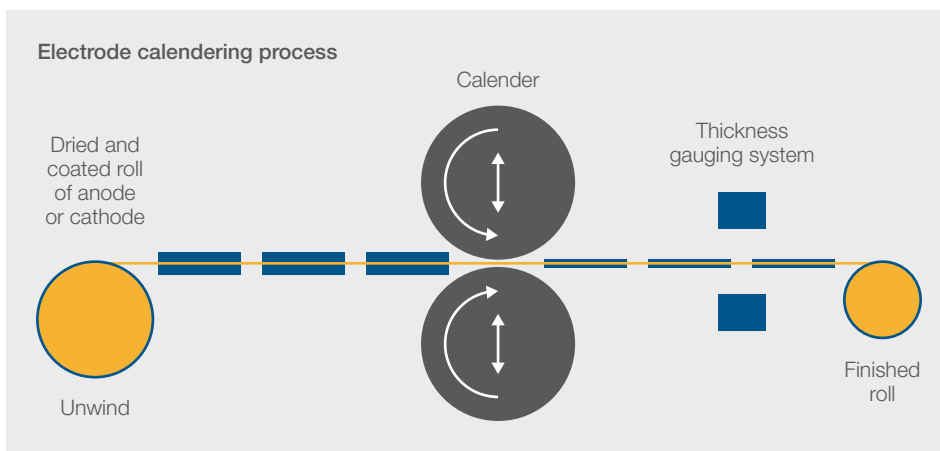 Electrode calendering process
Calender
Dried and
coated roll
of anode
or cathode
Thickness
gauging system
Unwind
Finished
roll